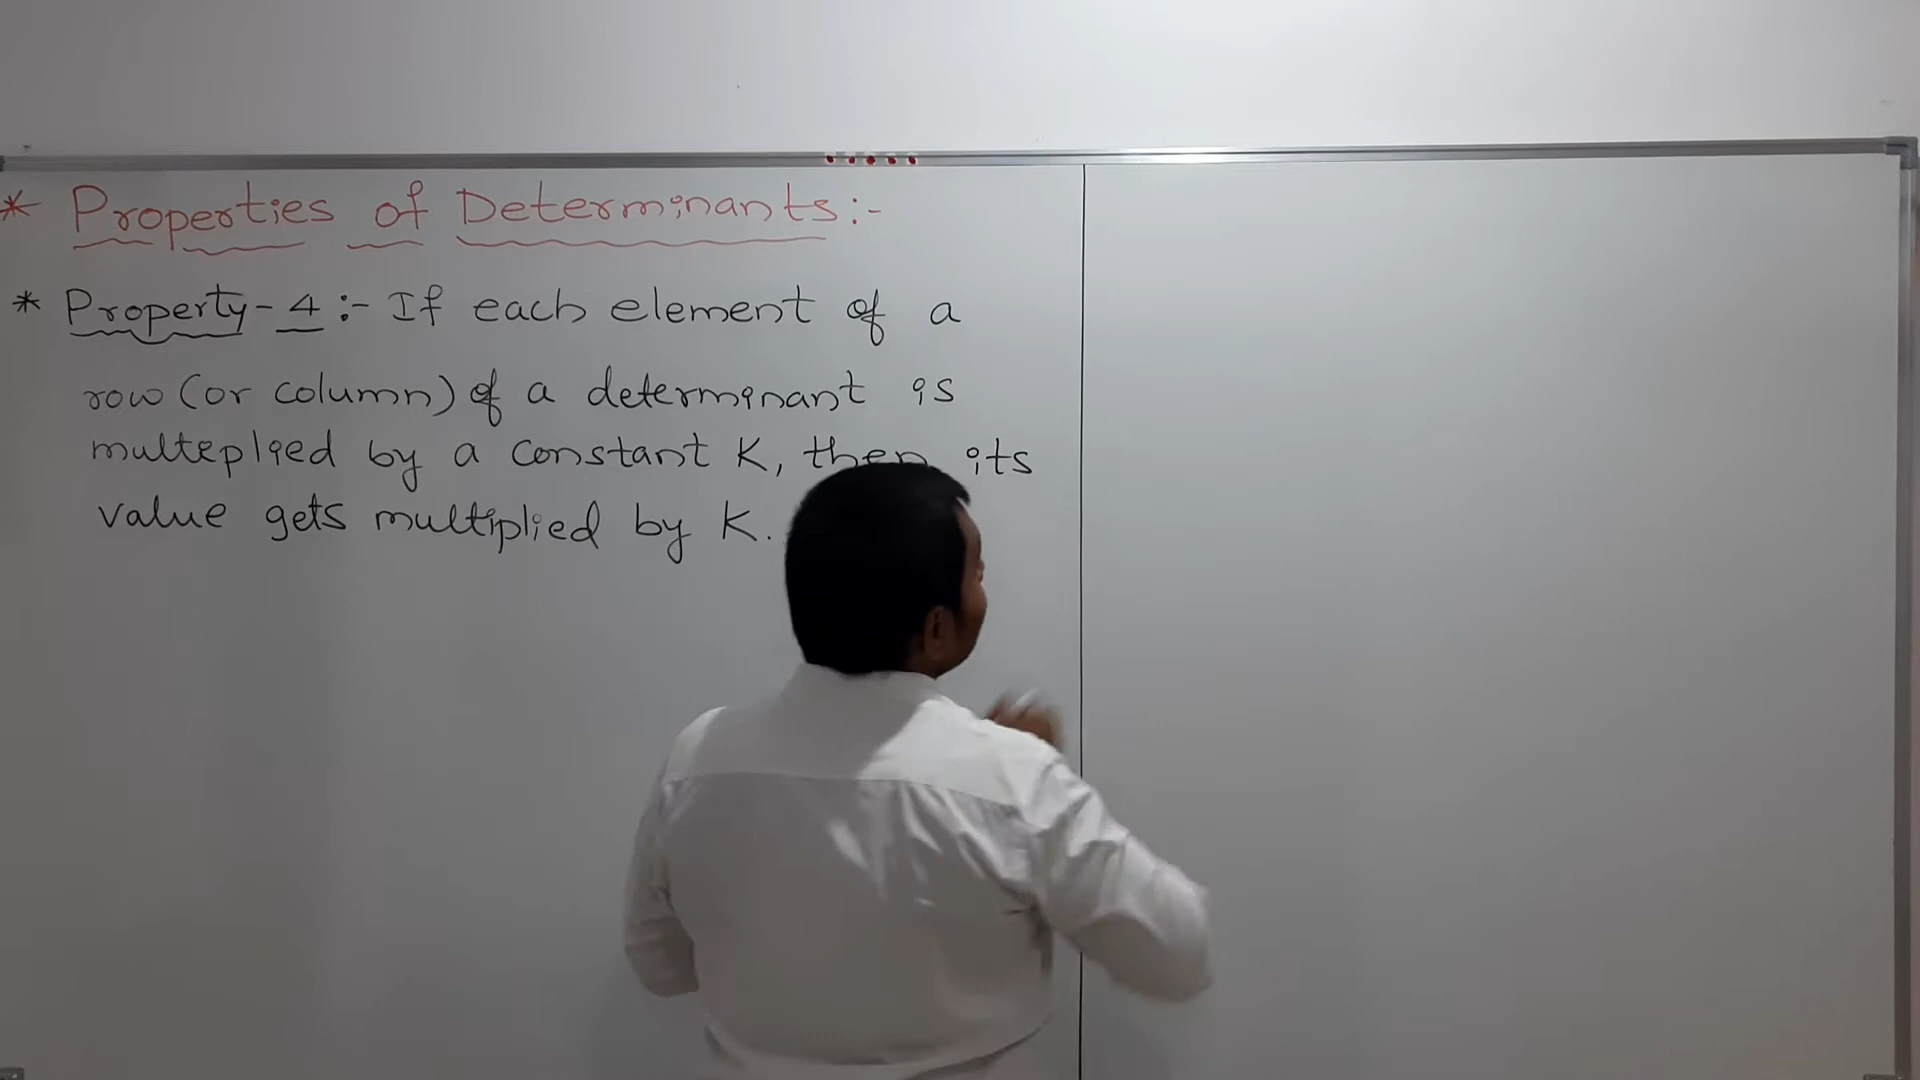 * Properties of Determinants:-
* Property-4:- If each element of a
row (or column) of a determinant is
multeplied by a constant K, then its
value gets multiplied by K.